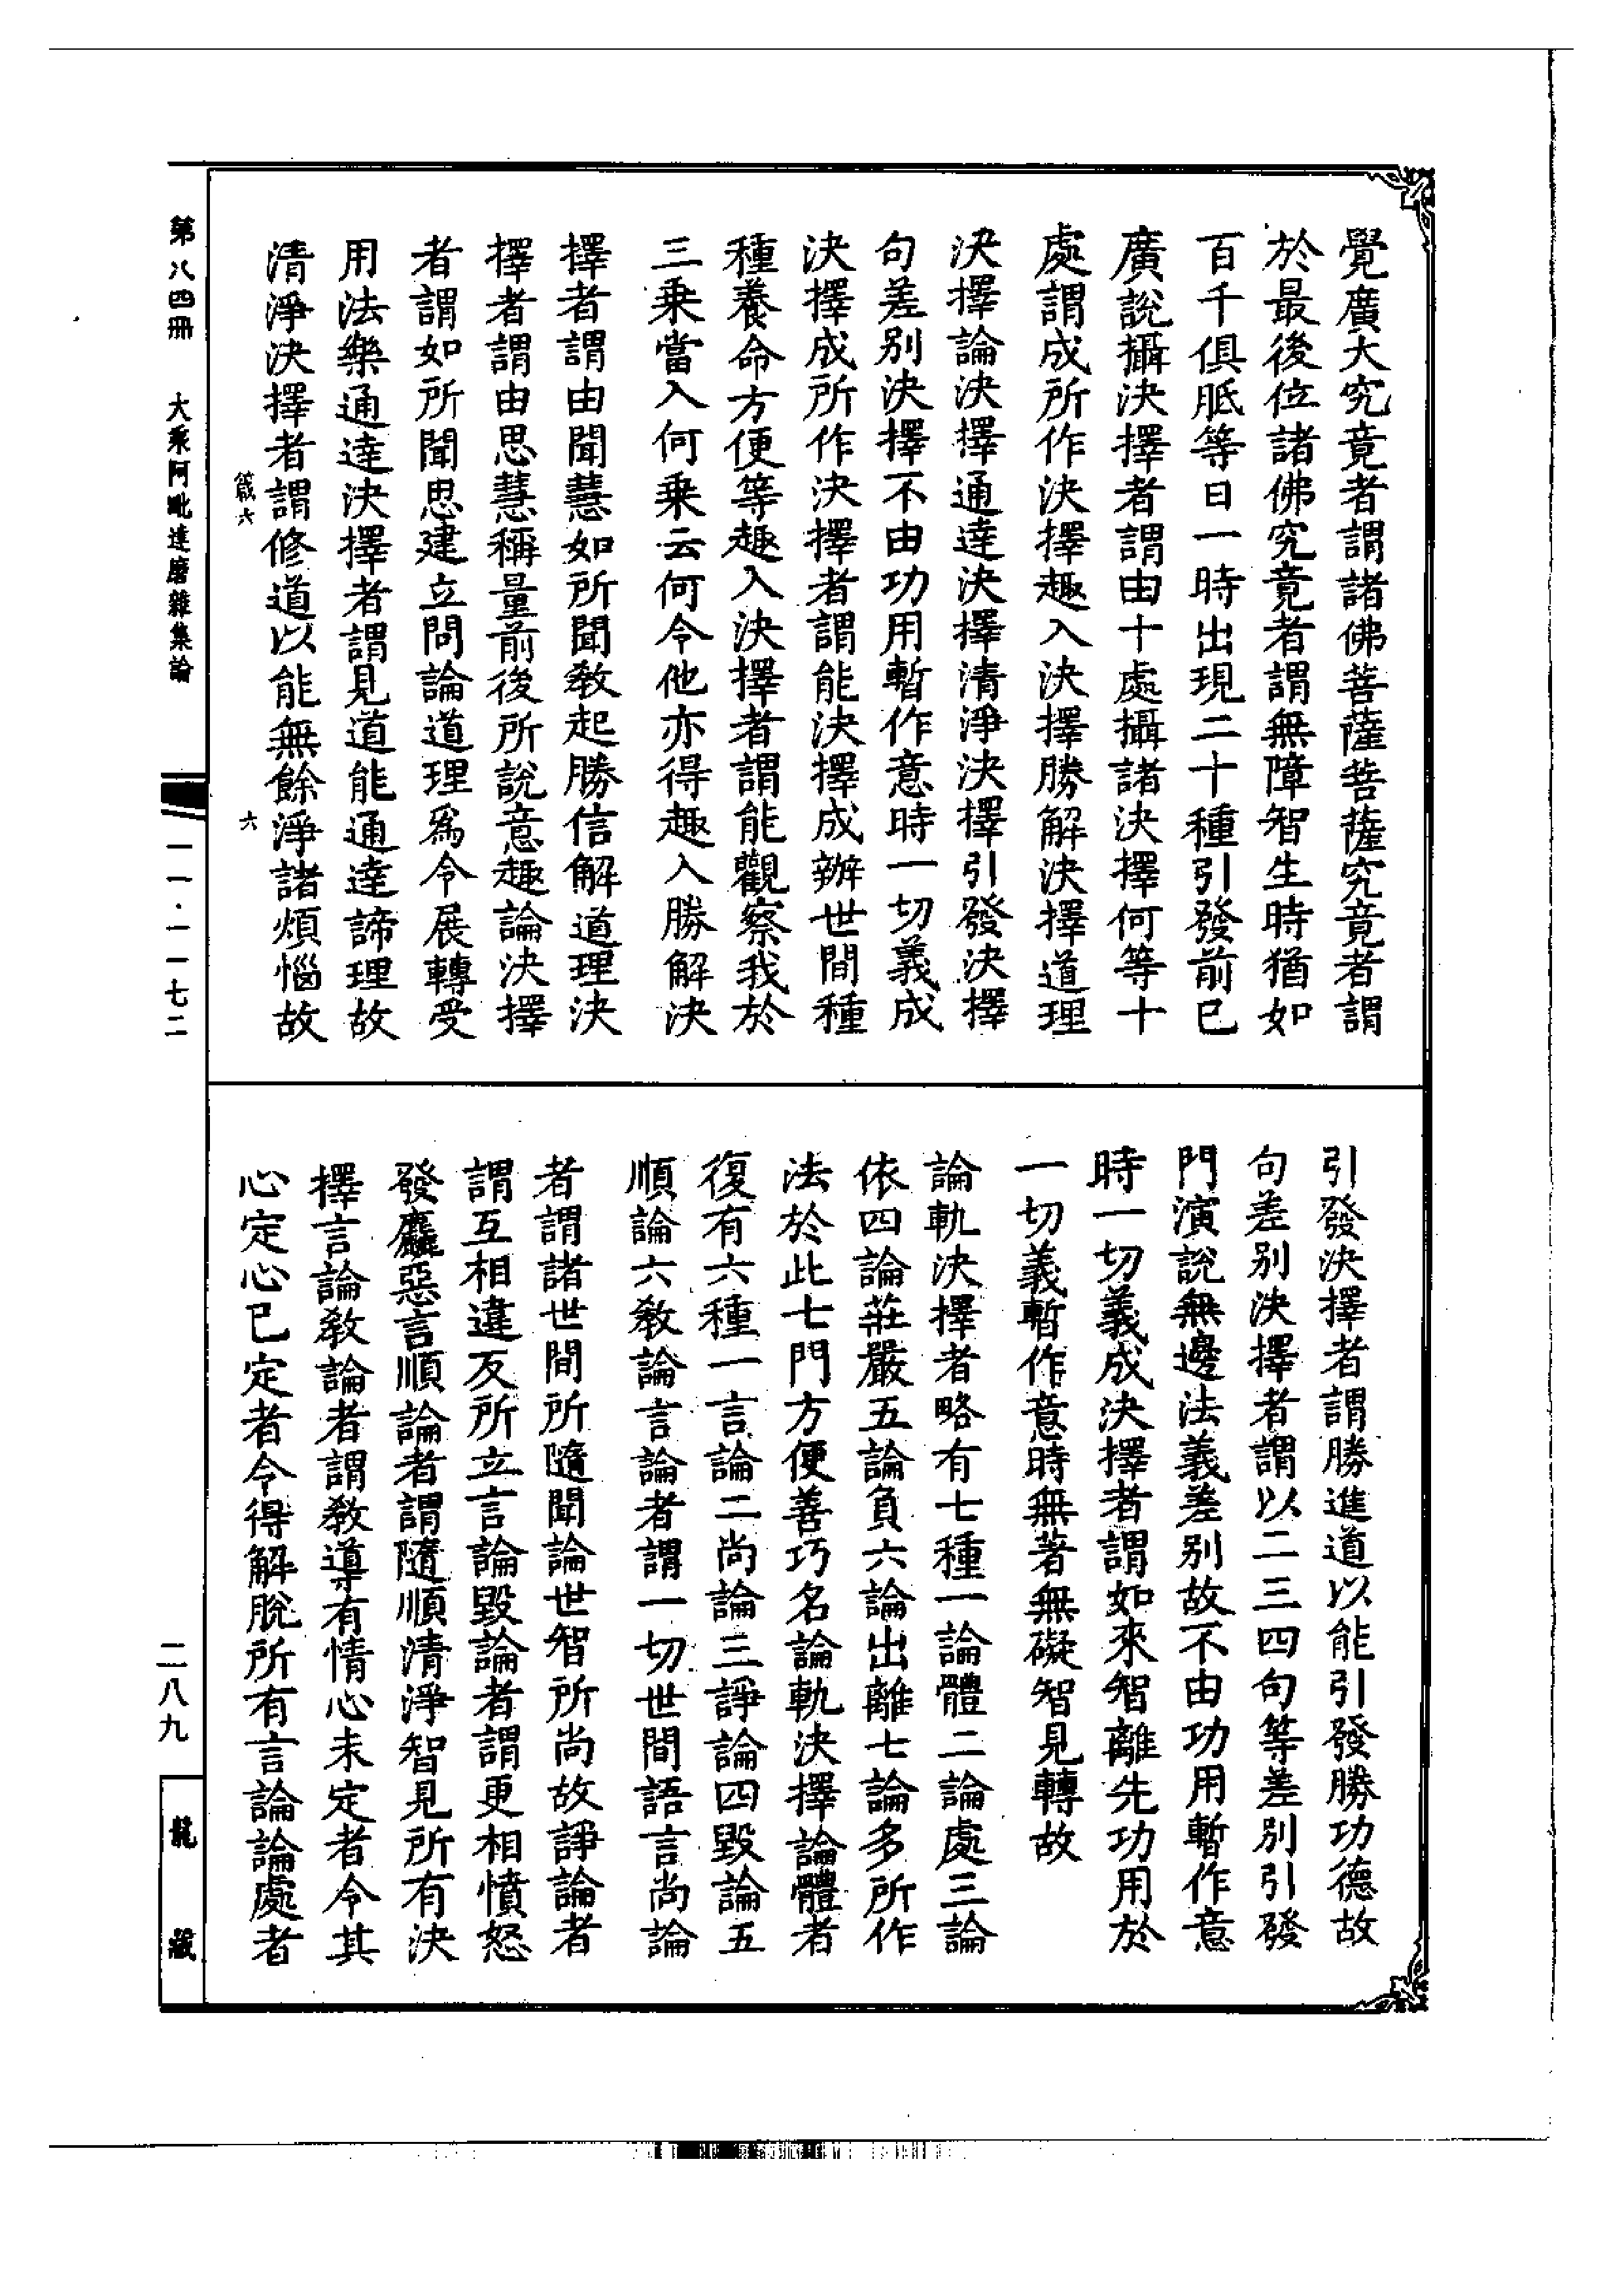 覺廣大究竟者謂諸佛菩薩菩薩究竟者謂
於最後位諸佛究竟者謂無障智生時猶如
百千俱胝等日一時出現二十種引發前已
廣說攝決擇者謂由十處攝諸決擇何等十
處謂成所作決擇趣入決擇勝解決擇道理
決擇論決擇通達決擇清淨決擇引發決擇
句差別決擇不由功用暫作意時一切義成
決擇成所作決擇者謂能決擇成辦世間種
種養命方便等趣入決擇者謂能觀察我於
三乘當入何乘云何令他亦得趣入勝解決
擇者謂由聞慧如所聞教起勝信解道理決
擇者謂由思慧稱量前後所說意趣論決擇
者謂如所聞思建立問論道理為令展轉受
用法樂通達決擇者謂見道能通達諦理故
清淨決擇者謂修道以能無餘淨諸煩惱故
箴六 六
引發決擇者謂勝進道以能引發勝功德故
句差別決擇者謂以二三四句等差別引發
門演說無邊法義差別故不由功用暫作意
時一切義成決擇者謂如來智離先功用於
一切義暫作意時無著無礙智見轉故
論軌決擇者略有七種一論體二論處三論
依四論莊嚴五論負六論出離七論多所作
法於此七門方便善巧名論軌決擇論體者
復有六種一言論二尚論三諍論四毀論五
順論六教論言論者謂一切世間語言尚論
者謂諸世間所隨聞論世智所尚故諍論者
謂互相違反所立言論毀論者謂更相憤怒
發麤惡言順論者謂隨順清淨智見所有決
擇言論教論者謂教導有情心未定者令其
心定心已定者令得解脫所有言論論處者
第八四冊 大乘阿毗達磨雜集論 一一·一一七二 二八九 龍藏